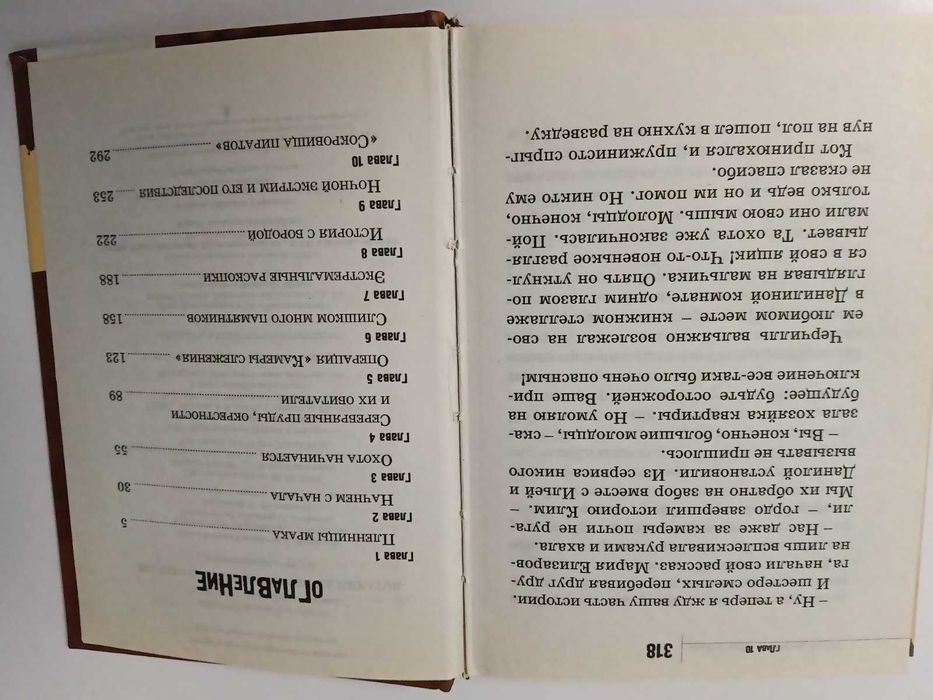 318
ГЛАВА 10
– Ну, а теперь я жду вашу часть истории.
И шестеро смелых, перебивая друг дру-
га, начали свой рассказ. Мария Елизаров-
на лишь всплескивала руками и ахала.
– Нас даже за камеры почти не руга-
ли, – гордо завершил историю Клим. –
Мы их обратно на забор вместе с Ильей и
Данилой установили. Из сервиса никого
вызывать не пришлось.
– Вы, конечно, большие молодцы, – ска-
зала хозяйка квартиры. – Но умоляю на
будущее: будьте осторожней. Ваше при-
ключение все-таки было очень опасным!
Черчилль вальяжно возлежал на сво-
ем любимом месте – книжном стеллаже
в Данилиной комнате, одним глазом по-
глядывая на мальчика. Опять он уткнул-
ся в свой ящик! Что-то новенькое разгля-
дывает. Та охота уже закончилась. Пой-
мали они свою мышь. Молодцы, конечно,
только ведь и он им помог. Но никто ему
не сказал спасибо.
Кот принюхался и, пружинисто спрыг-
нув на пол, пошел в кухню на разведку.
ОГЛАВЛЕНИЕ
Глава 1
Пленницы мрака ........ 5
Глава 2
Начнем с начала ........ 30
Глава 3
Охота начинается ........ 55
Глава 4
Серебряные пруды, окрестности
и их обитатели ........ 89
Глава 5
Операция «Камеры слежения» ........ 123
Глава 6
Слишком много памятников ........ 158
Глава 7
Экстремальные раскопки ........ 188
Глава 8
История с бородой ........ 222
Глава 9
Ночной экстрим и его последствия ........ 253
Глава 10
«Сокровища пиратов» ........ 292